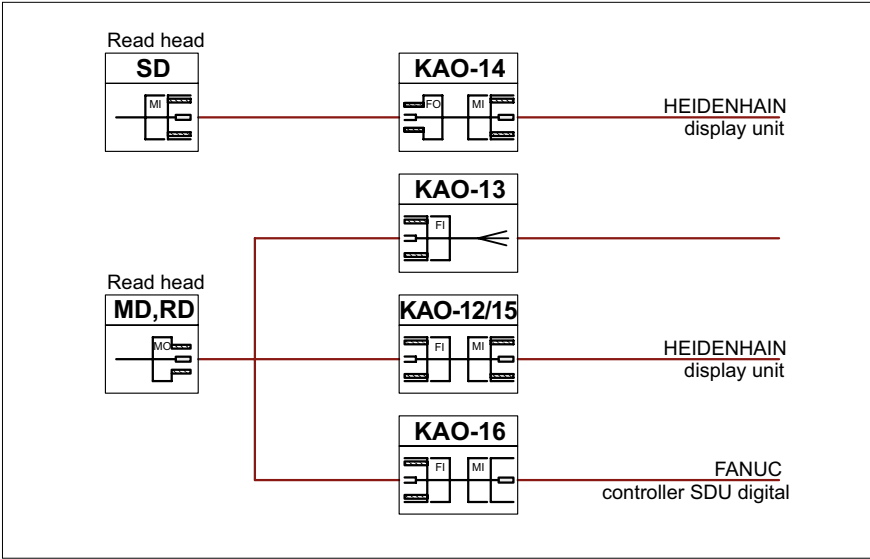 Read head
SD
MI
KAO-14
FO
MI
HEIDENHAIN
display unit
KAO-13
FI
Read head
MD,RD
MO
KAO-12/15
FI
MI
HEIDENHAIN
display unit
KAO-16
FI
MI
FANUC
controller SDU digital